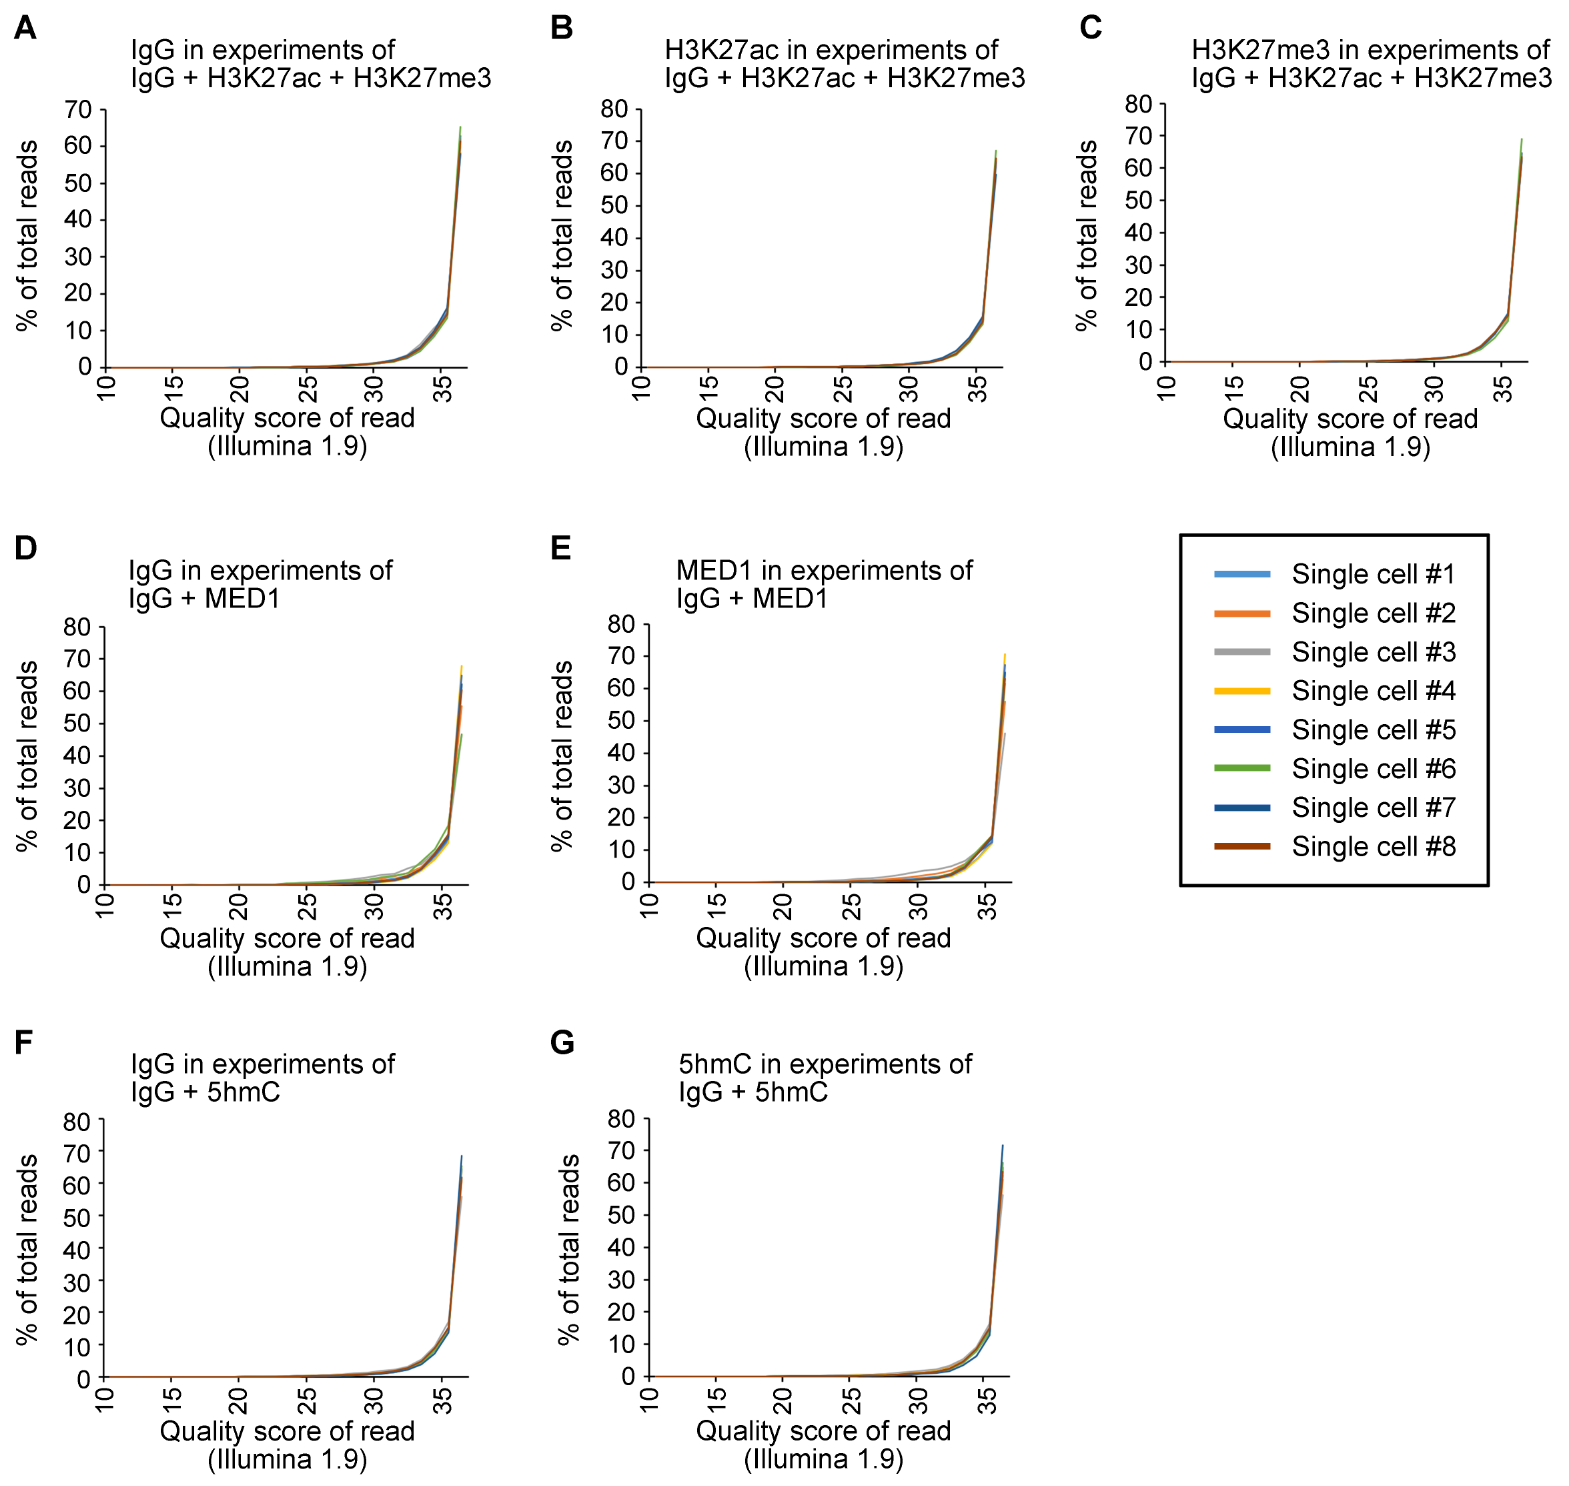 A
IgG in experiments of
IgG + H3K27ac + H3K27me3
% of total reads
70
60
50
40
30
20
10
0
10
15
20
25
30
35
Quality score of read
(Illumina 1.9)
B
H3K27ac in experiments of
IgG + H3K27ac + H3K27me3
% of total reads
80
70
60
50
40
30
20
10
0
10
15
20
25
30
35
Quality score of read
(Illumina 1.9)
C
H3K27me3 in experiments of
IgG + H3K27ac + H3K27me3
% of total reads
80
70
60
50
40
30
20
10
0
10
15
20
25
30
35
Quality score of read
(Illumina 1.9)
D
IgG in experiments of
IgG + MED1
% of total reads
80
70
60
50
40
30
20
10
0
10
15
20
25
30
35
Quality score of read
(Illumina 1.9)
E
MED1 in experiments of
IgG + MED1
% of total reads
80
70
60
50
40
30
20
10
0
10
15
20
25
30
35
Quality score of read
(Illumina 1.9)
Single cell #1
Single cell #2
Single cell #3
Single cell #4
Single cell #5
Single cell #6
Single cell #7
Single cell #8
F
IgG in experiments of
IgG + 5hmC
% of total reads
80
70
60
50
40
30
20
10
0
10
15
20
25
30
35
Quality score of read
(Illumina 1.9)
G
5hmC in experiments of
IgG + 5hmC
% of total reads
80
70
60
50
40
30
20
10
0
10
15
20
25
30
35
Quality score of read
(Illumina 1.9)